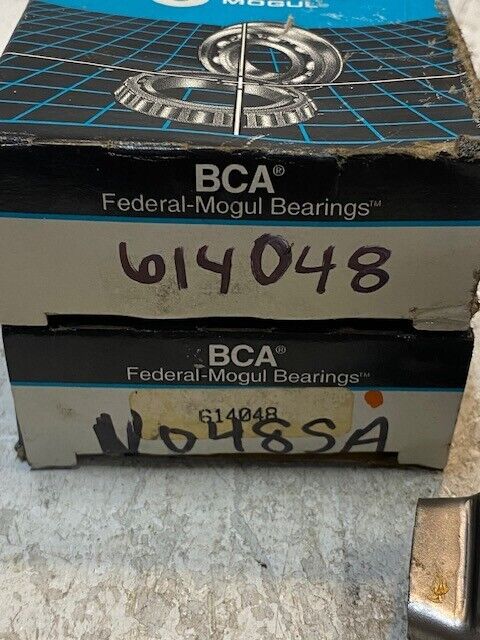 MOGUL
BCA®
Federal-Mogul Bearings™
614048
BCA®
Federal-Mogul Bearings™
614048
N048SA